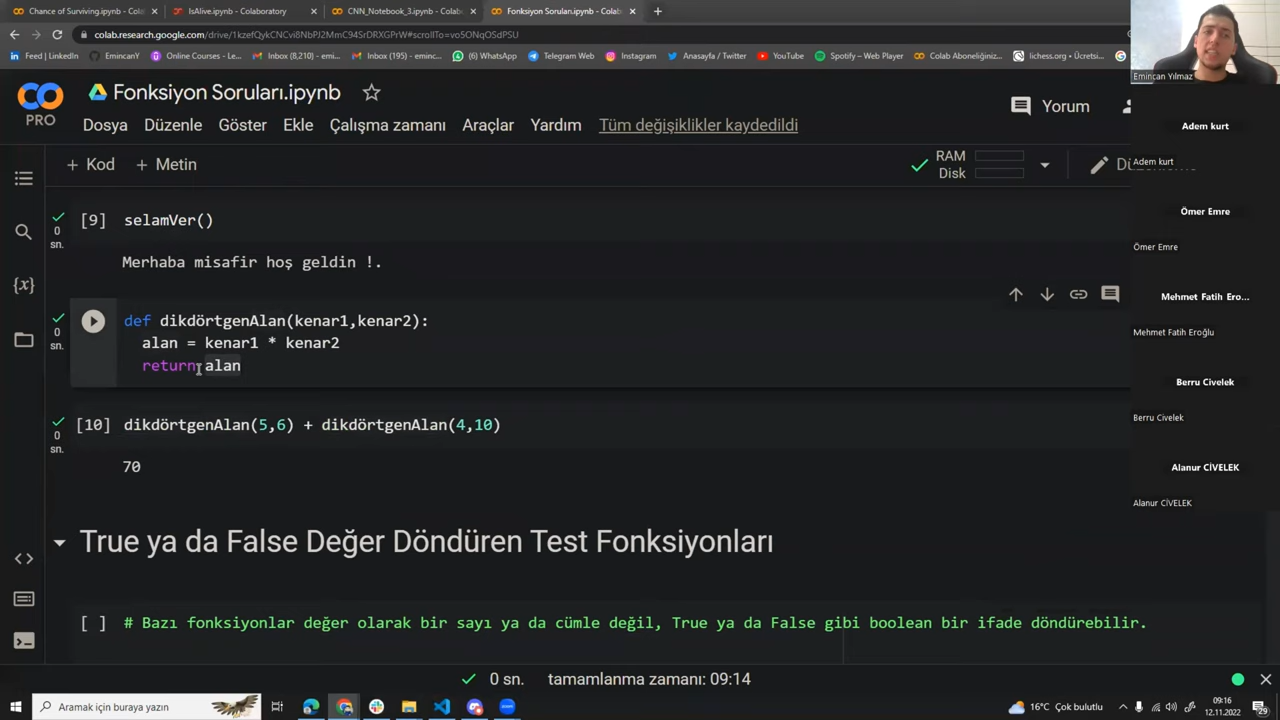 Chance of Surviving.ipynb - Colab
IsAlive.ipynb - Colaboratory
CNN_Notebook_3.ipynb - Colab
Fonksiyon Soruları.ipynb - Colab
colab.research.google.com/drive/1kzefQykCNCvi8NbPJ2MmC94SrDRXGPrW#scrollTo=vo5ONqOSdPSU
Feed | LinkedIn
EmincanY
Online Courses - Le...
Gmail - Inbox (8,210) - emi...
Inbox (195) - eminc...
(6) WhatsApp
Telegram Web
Instagram
Anasayfa / Twitter
YouTube
Spotify – Web Player
Colab Aboneliğiniz...
lichess.org • Ücretsi...
Fonksiyon Soruları.ipynb
PRO
Yorum
Dosya Düzenle Göster Ekle Çalışma zamanı Araçlar Yardım Tüm değişiklikler kaydedildi
+ Kod + Metin
RAM
Disk
[9] selamVer()
0
sn.
Merhaba misafir hoş geldin !.
def dikdörtgenAlan(kenar1,kenar2):
alan = kenar1 * kenar2
return alan
0
sn.
[10] dikdörtgenAlan(5,6) + dikdörtgenAlan(4,10)
0
sn.
70
True ya da False Değer Döndüren Test Fonksiyonları
[ ] # Bazı fonksiyonlar değer olarak bir sayı ya da cümle değil, True ya da False gibi boolean bir ifade döndürebilir.
0 sn. tamamlanma zamanı: 09:14
Emincan Yılmaz
Adem kurt
Adem kurt
Ömer Emre
Ömer Emre
Mehmet Fatih Ero...
Mehmet Fatih Eroğlu
Berru Civelek
Berru Civelek
Alanur CİVELEK
Alanur CİVELEK
Aramak için buraya yazın
16°C Çok bulutlu
09:16
12.11.2022
29